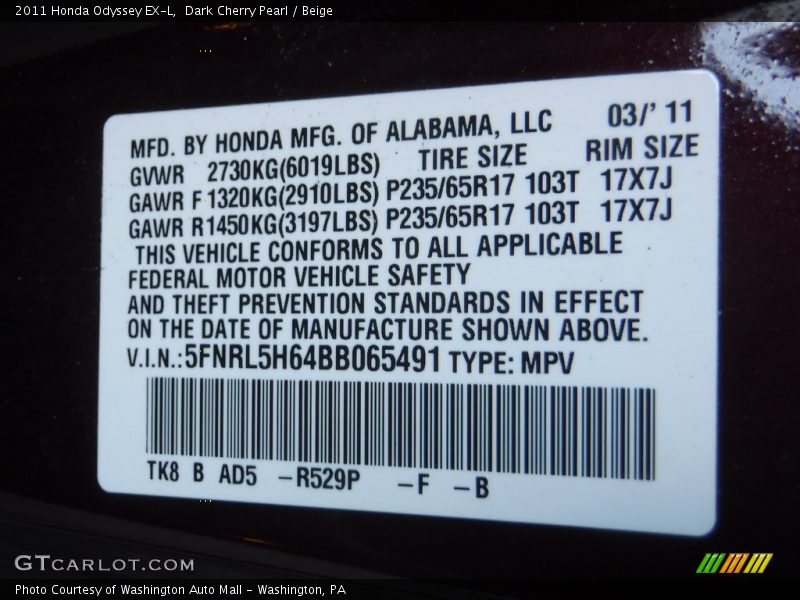 2011 Honda Odyssey EX-L, Dark Cherry Pearl / Beige
MFD. BY HONDA MFG. OF ALABAMA, LLC 03/' 11
GVWR 2730KG(6019LBS) TIRE SIZE RIM SIZE
GAWR F 1320KG(2910LBS) P235/65R17 103T 17X7J
GAWR R1450KG(3197LBS) P235/65R17 103T 17X7J
THIS VEHICLE CONFORMS TO ALL APPLICABLE
FEDERAL MOTOR VEHICLE SAFETY
AND THEFT PREVENTION STANDARDS IN EFFECT
ON THE DATE OF MANUFACTURE SHOWN ABOVE.
V.I.N.:5FNRL5H64BB065491 TYPE: MPV
TK8 B AD5 -R529P -F -B
GTCARLOT.COM
Photo Courtesy of Washington Auto Mall - Washington, PA